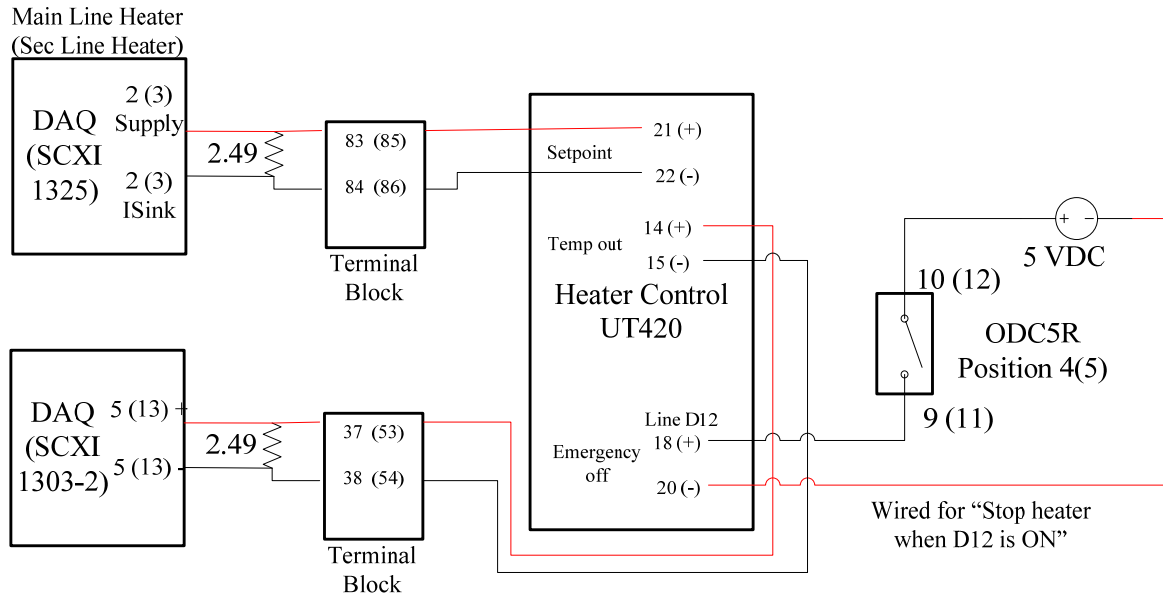 Main Line Heater
(Sec Line Heater)
DAQ
(SCXI
1325)
2 (3)
Supply
2 (3)
ISink
2.49
83 (85)
84 (86)
Terminal
Block
21 (+)
Setpoint
22 (-)
14 (+)
Temp out
15 (-)
Heater Control
UT420
Line D12
18 (+)
Emergency
off
20 (-)
+ -
5 VDC
10 (12)
ODC5R
Position 4(5)
9 (11)
Wired for “Stop heater
when D12 is ON”
DAQ
(SCXI
1303-2)
5 (13) +
5 (13) -
2.49
37 (53)
38 (54)
Terminal
Block